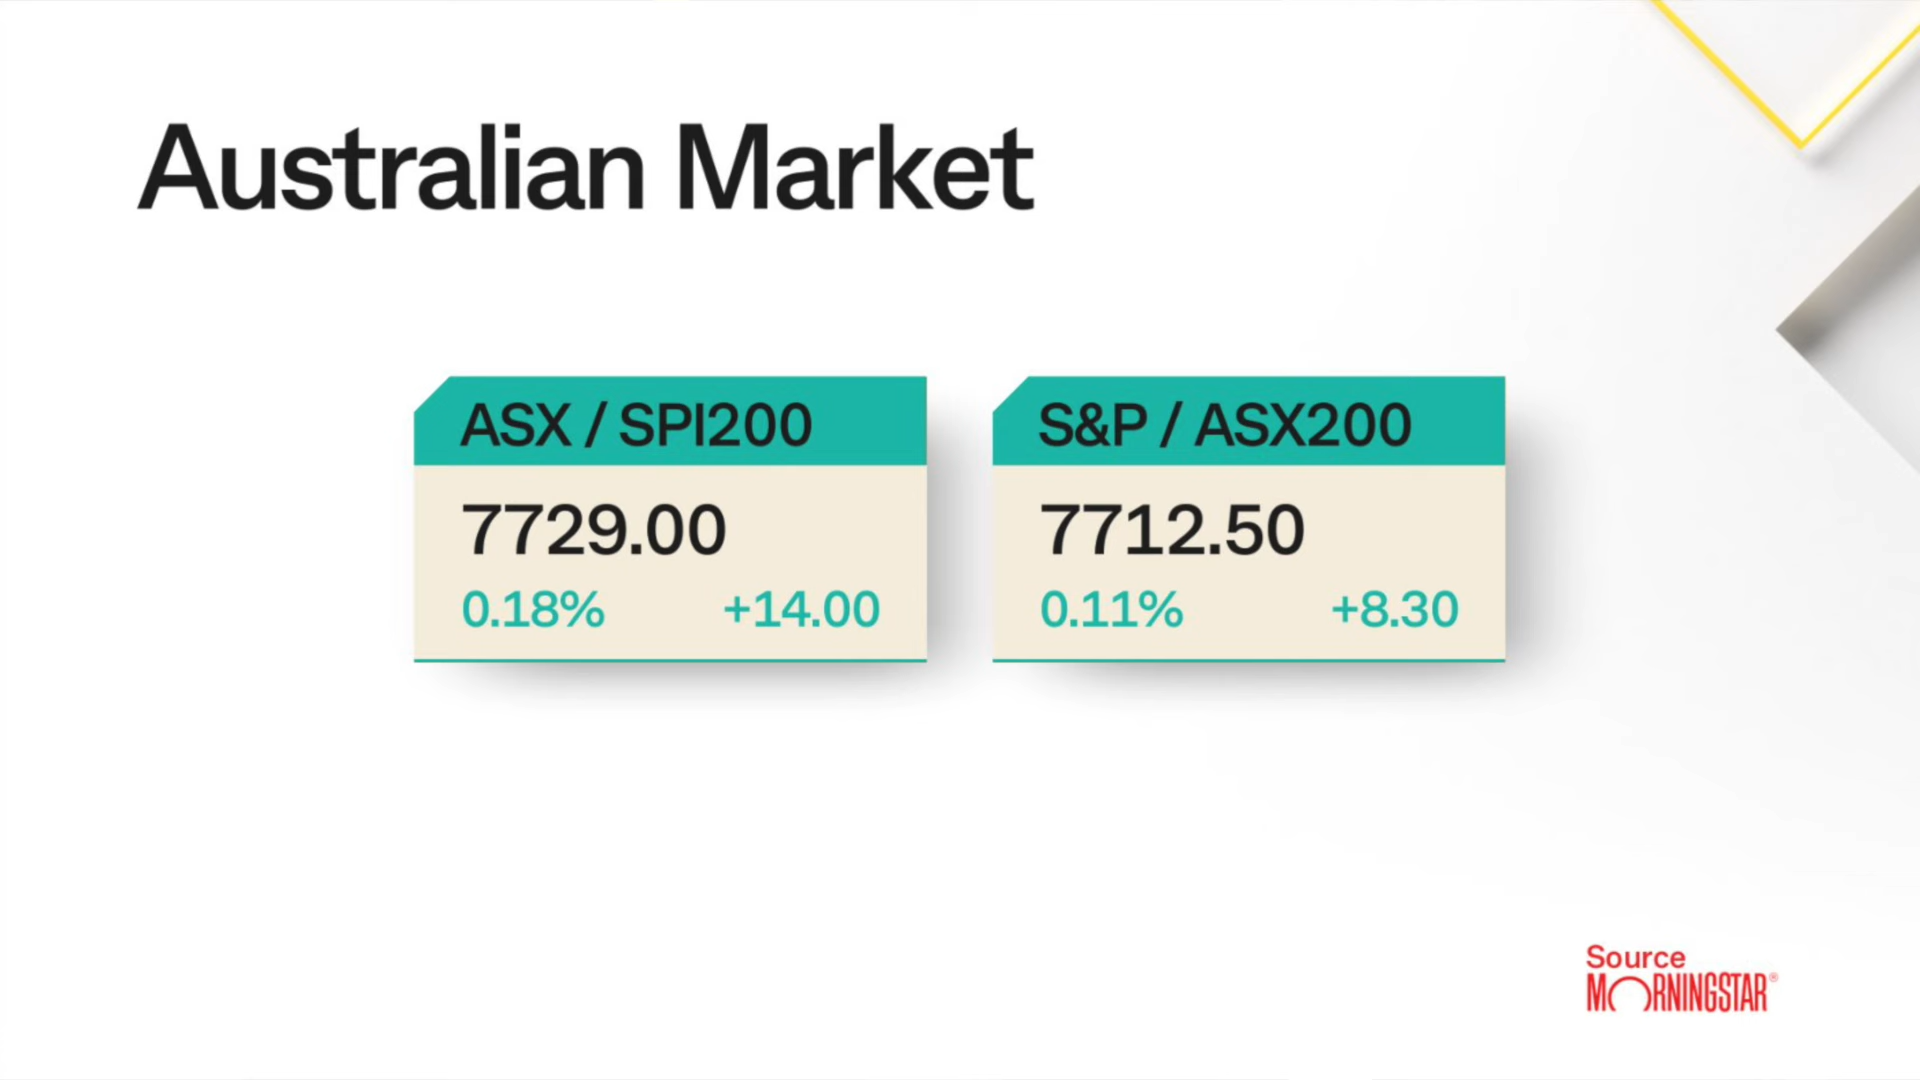 Australian Market
ASX / SPI200
7729.00
0.18% +14.00
S&P / ASX200
7712.50
0.11% +8.30
Source
MORNINGSTAR®